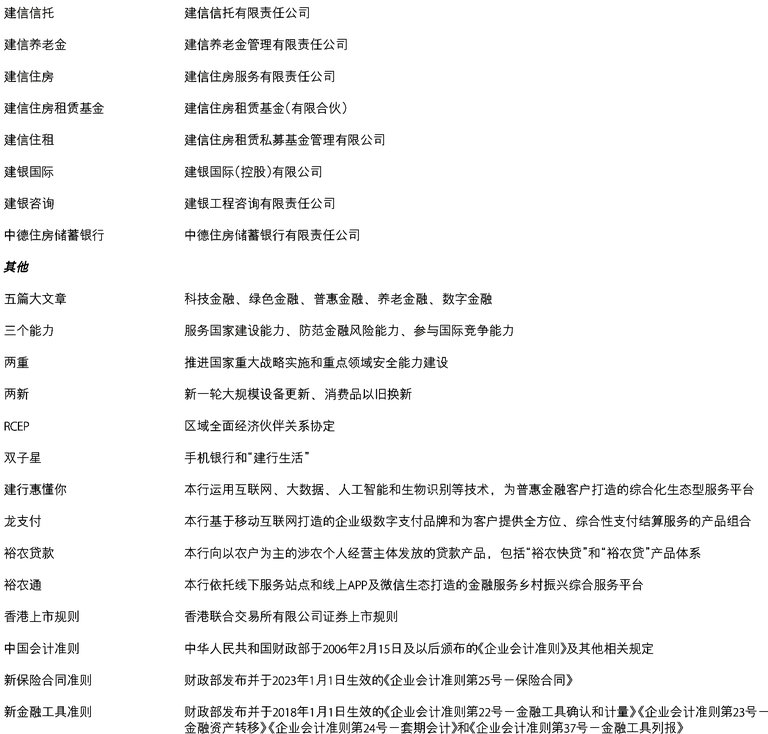 建信信托 建信信托有限责任公司
建信养老金 建信养老金管理有限责任公司
建信住房 建信住房服务有限责任公司
建信住房租赁基金 建信住房租赁基金(有限合伙)
建信住租 建信住房租赁私募基金管理有限公司
建银国际 建银国际(控股)有限公司
建银咨询 建银工程咨询有限责任公司
中德住房储蓄银行 中德住房储蓄银行有限责任公司
其他
五篇大文章 科技金融、绿色金融、普惠金融、养老金融、数字金融
三个能力 服务国家建设能力、防范金融风险能力、参与国际竞争能力
两重 推进国家重大战略实施和重点领域安全能力建设
两新 新一轮大规模设备更新、消费品以旧换新
RCEP 区域全面经济伙伴关系协定
双子星 手机银行和“建行生活”
建行惠懂你 本行运用互联网、大数据、人工智能和生物识别等技术，为普惠金融客户打造的综合化生态型服务平台
龙支付 本行基于移动互联网打造的企业级数字支付品牌和为客户提供全方位、综合性支付结算服务的产品组合
裕农贷款 本行向以农户为主的涉农个人经营主体发放的贷款产品，包括“裕农快贷”和“裕农贷”产品体系
裕农通 本行依托线下服务站点和线上APP及微信生态打造的金融服务乡村振兴综合服务平台
香港上市规则 香港联合交易所有限公司证券上市规则
中国会计准则 中华人民共和国财政部于2006年2月15日及以后颁布的《企业会计准则》及其他相关规定
新保险合同准则 财政部发布并于2023年1月1日生效的《企业会计准则第25号－保险合同》
新金融工具准则 财政部发布并于2018年1月1日生效的《企业会计准则第22号－金融工具确认和计量》《企业会计准则第23号－
金融资产转移》《企业会计准则第24号－套期会计》和《企业会计准则第37号－金融工具列报》